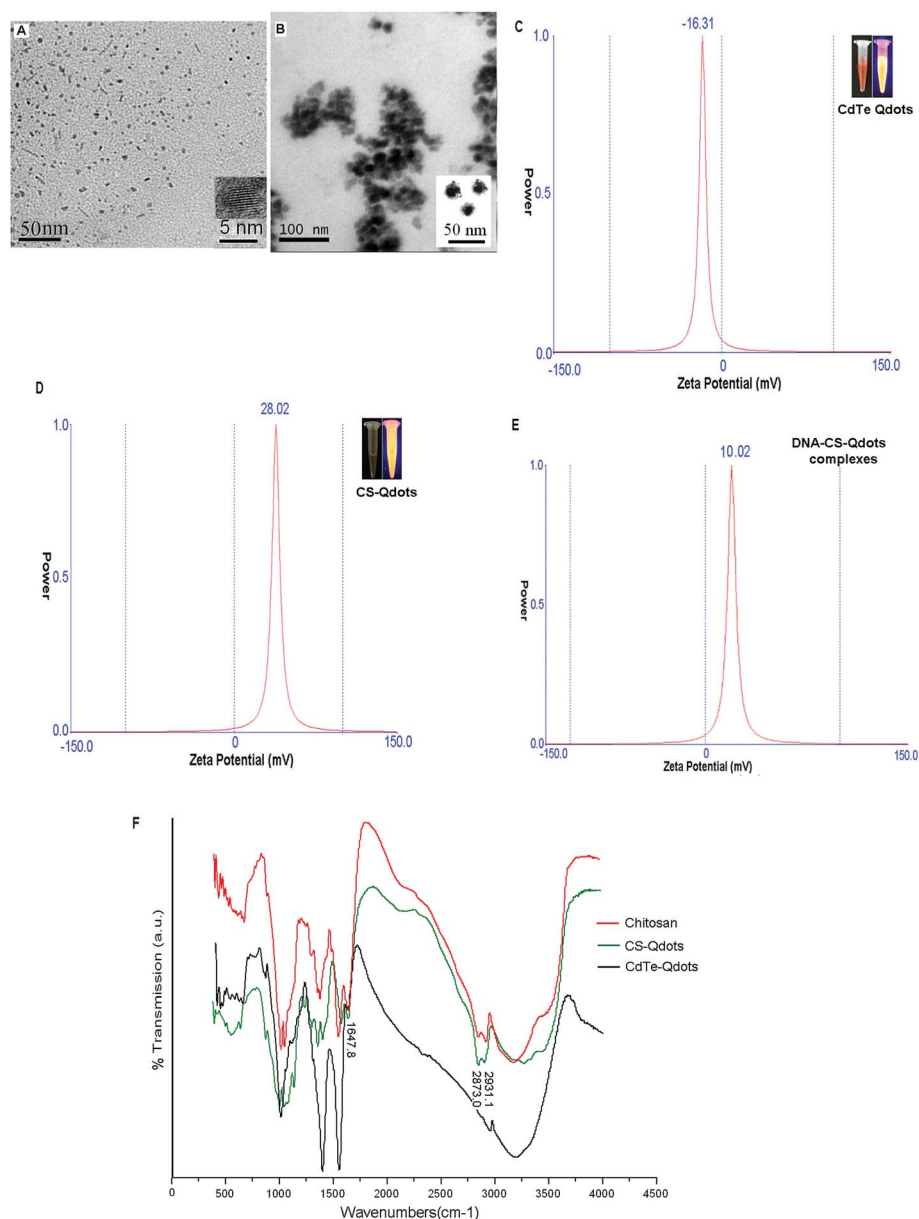 A
50nm
5 nm
B
100 nm
50 nm
C
-16.31
1.0
0.5
0.0
Power
-150.0
0
150.0
Zeta Potential (mV)
CdTe Qdots
D
28.02
1.0
0.5
0.0
Power
-150.0
0
150.0
Zeta Potential (mV)
CS-Qdots
E
10.02
1.0
0.5
0.0
Power
-150.0
0
150.0
Zeta Potential (mV)
DNA-CS-Qdots
complexes
F
% Transmission (a.u.)
1647.8
2873.0
2931.1
Chitosan
CS-Qdots
CdTe-Qdots
0
500
1000
1500
2000
2500
3000
3500
4000
4500
Wavenumbers(cm-1)